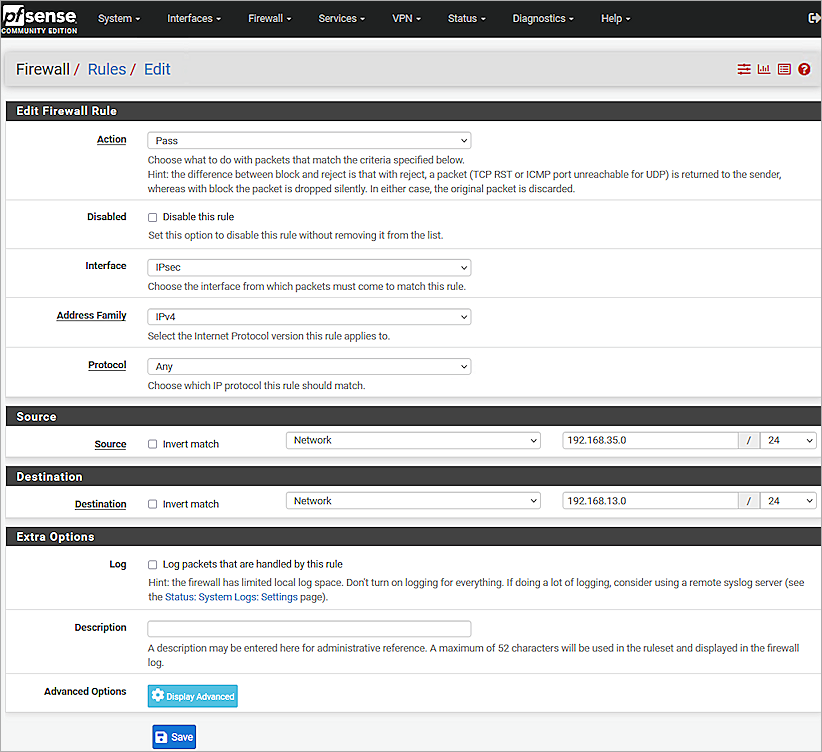 pfsense
COMMUNITY EDITION
System Interfaces Firewall Services VPN Status Diagnostics Help
Firewall / Rules / Edit
Edit Firewall Rule
Action Pass
Choose what to do with packets that match the criteria specified below.
Hint: the difference between block and reject is that with reject, a packet (TCP RST or ICMP port unreachable for UDP) is returned to the sender,
whereas with block the packet is dropped silently. In either case, the original packet is discarded.
Disabled Disable this rule
Set this option to disable this rule without removing it from the list.
Interface IPsec
Choose the interface from which packets must come to match this rule.
Address Family IPv4
Select the Internet Protocol version this rule applies to.
Protocol Any
Choose which IP protocol this rule should match.
Source
Source Invert match Network 192.168.35.0 / 24
Destination
Destination Invert match Network 192.168.13.0 / 24
Extra Options
Log Log packets that are handled by this rule
Hint: the firewall has limited local log space. Don't turn on logging for everything. If doing a lot of logging, consider using a remote syslog server (see
the Status: System Logs: Settings page).
Description
A description may be entered here for administrative reference. A maximum of 52 characters will be used in the ruleset and displayed in the firewall
log.
Advanced Options Display Advanced
Save